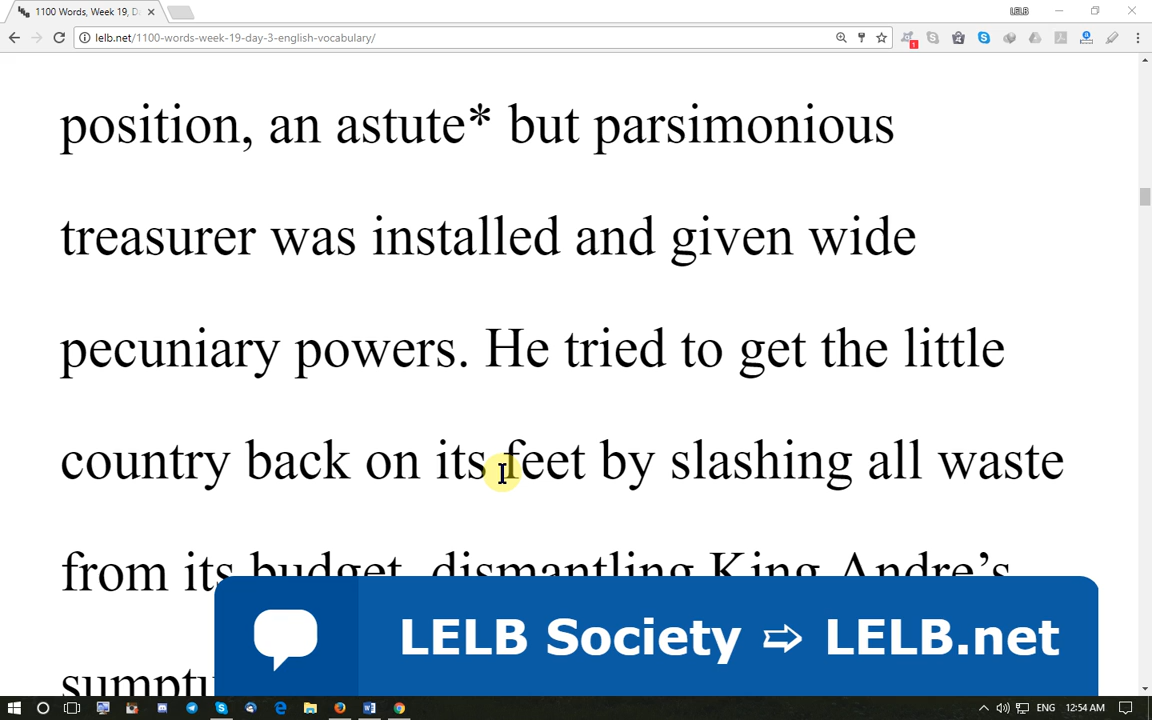 1100 Words, Week 19, D
LELB
lelb.net/1100-words-week-19-day-3-english-vocabulary/
1
position, an astute* but parsimonious
treasurer was installed and given wide
pecuniary powers. He tried to get the little
country back on its feet by slashing all waste
from its budget, dismantling King Andre’s
LELB Society ⇨ LELB.net
ENG 12:54 AM